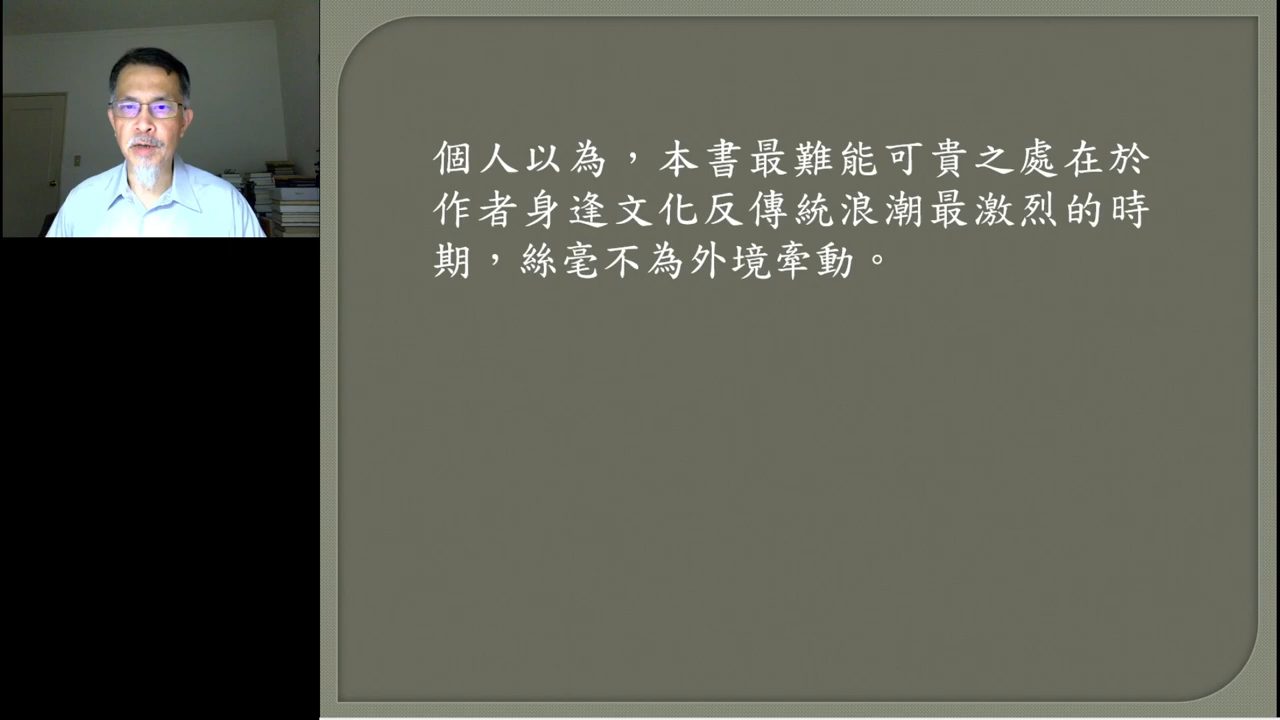 個人以為，本書最難能可貴之處在於
作者身逢文化反傳統浪潮最激烈的時
期，絲毫不為外境牽動。